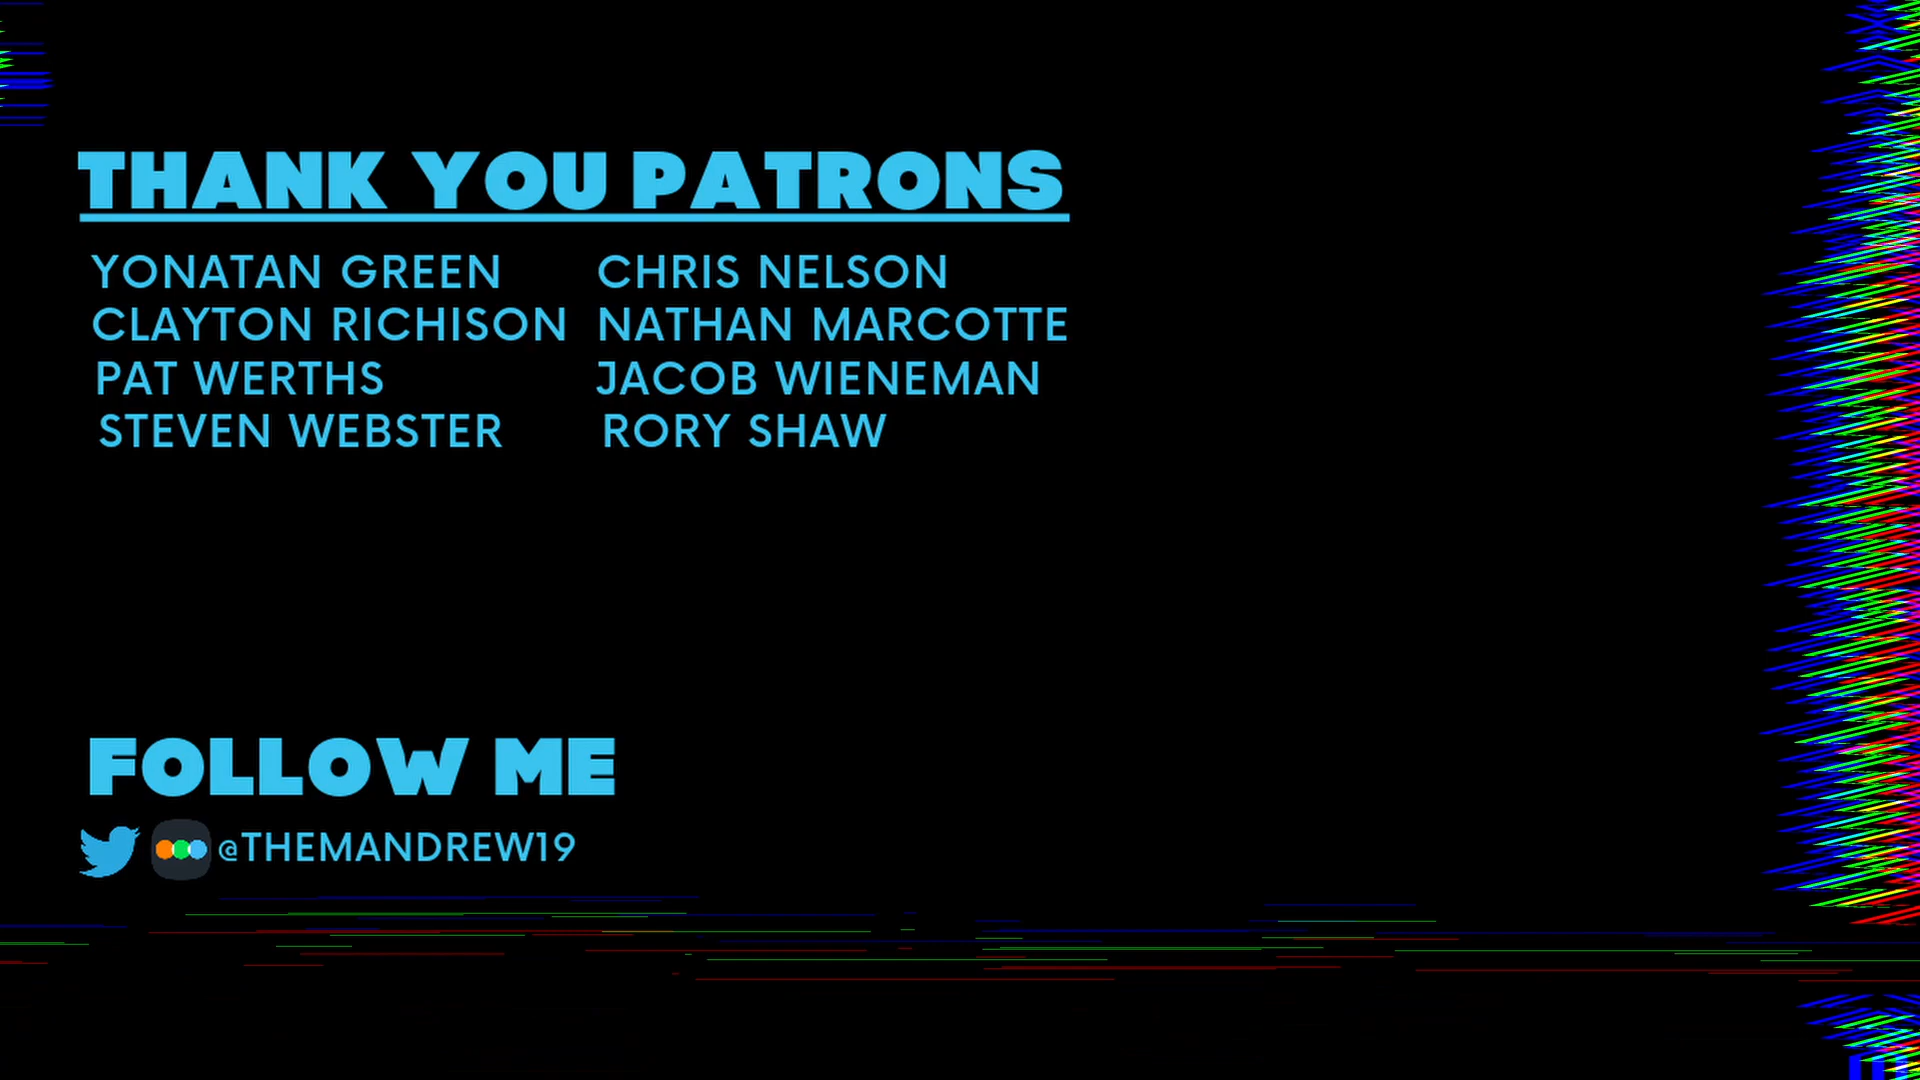 THANK YOU PATRONS
YONATAN GREEN
CLAYTON RICHISON
PAT WERTHS
STEVEN WEBSTER
CHRIS NELSON
NATHAN MARCOTTE
JACOB WIENEMAN
RORY SHAW
FOLLOW ME
@THEMANDREW19